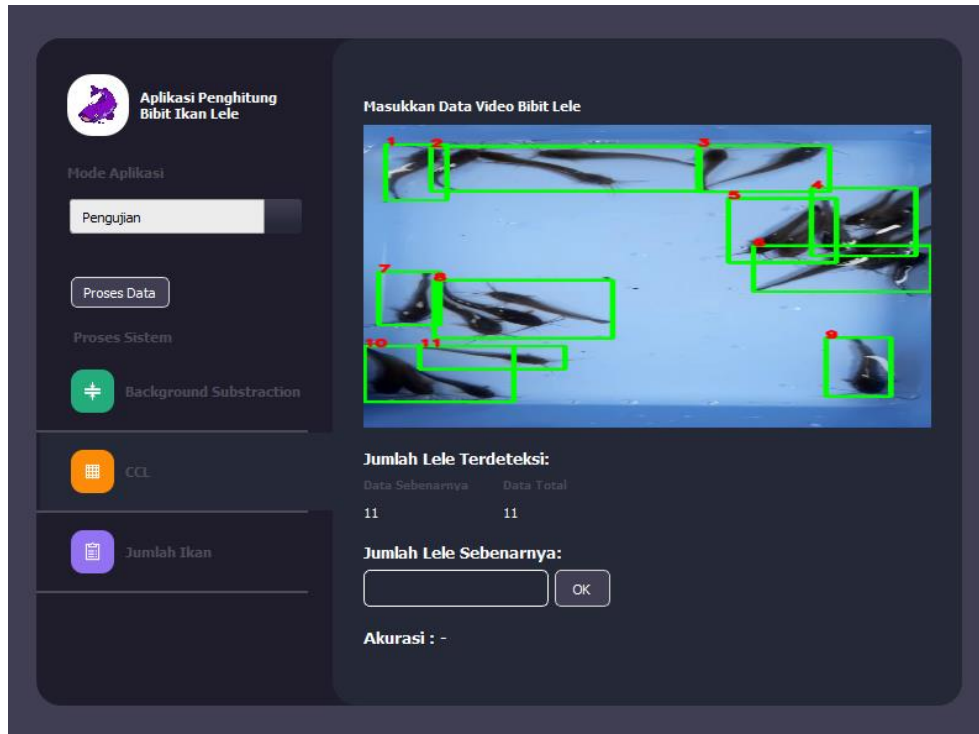 Aplikasi Penghitung
Bibit Ikan Lele
Mode Aplikasi
Pengujian
Proses Data
Proses Sistem
Background Substraction
CCL
Jumlah Ikan
Masukkan Data Video Bibit Lele
1
2
3
4
5
6
7
8
9
10
11
Jumlah Lele Terdeteksi:
Data Sebenarnya Data Total
11 11
Jumlah Lele Sebenarnya:
OK
Akurasi : -